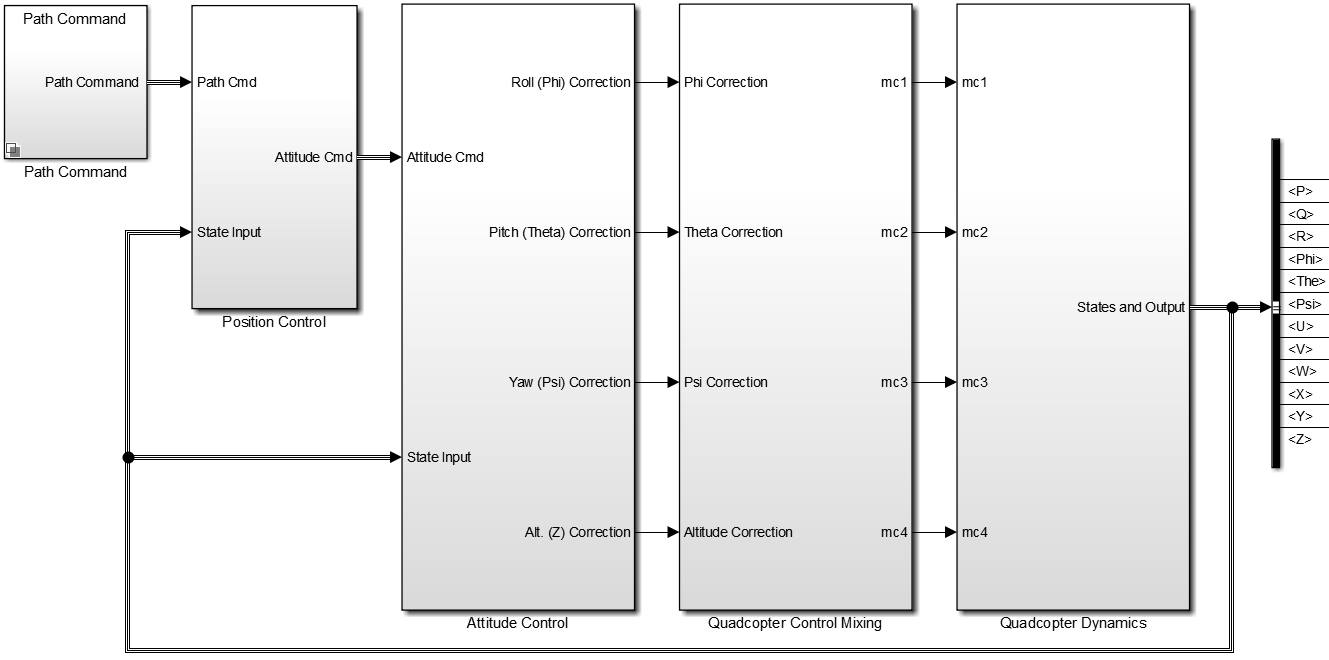 Path Command
Path Command
Path Command
Path Cmd
Attitude Cmd
State Input
Position Control
Roll (Phi) Correction
Attitude Cmd
Pitch (Theta) Correction
Yaw (Psi) Correction
State Input
Alt. (Z) Correction
Attitude Control
Phi Correction
mc1
Theta Correction
mc2
Psi Correction
mc3
Altitude Correction
mc4
Quadcopter Control Mixing
mc1
mc2
States and Output
mc3
mc4
Quadcopter Dynamics
<P>
<Q>
<R>
<Phi>
<The>
<Psi>
<U>
<V>
<W>
<X>
<Y>
<Z>